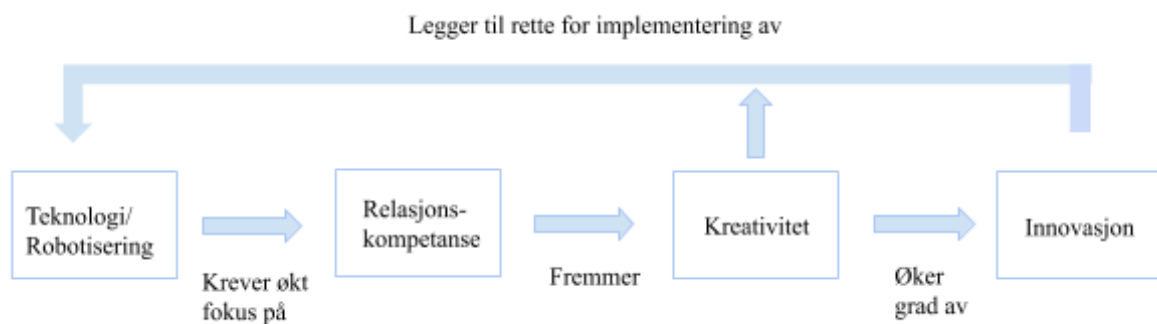 Legger til rette for implementering av
Teknologi/
Robotisering
Krever økt
fokus på
Relasjons-
kompetanse
Fremmer
Kreativitet
Øker
grad av
Innovasjon